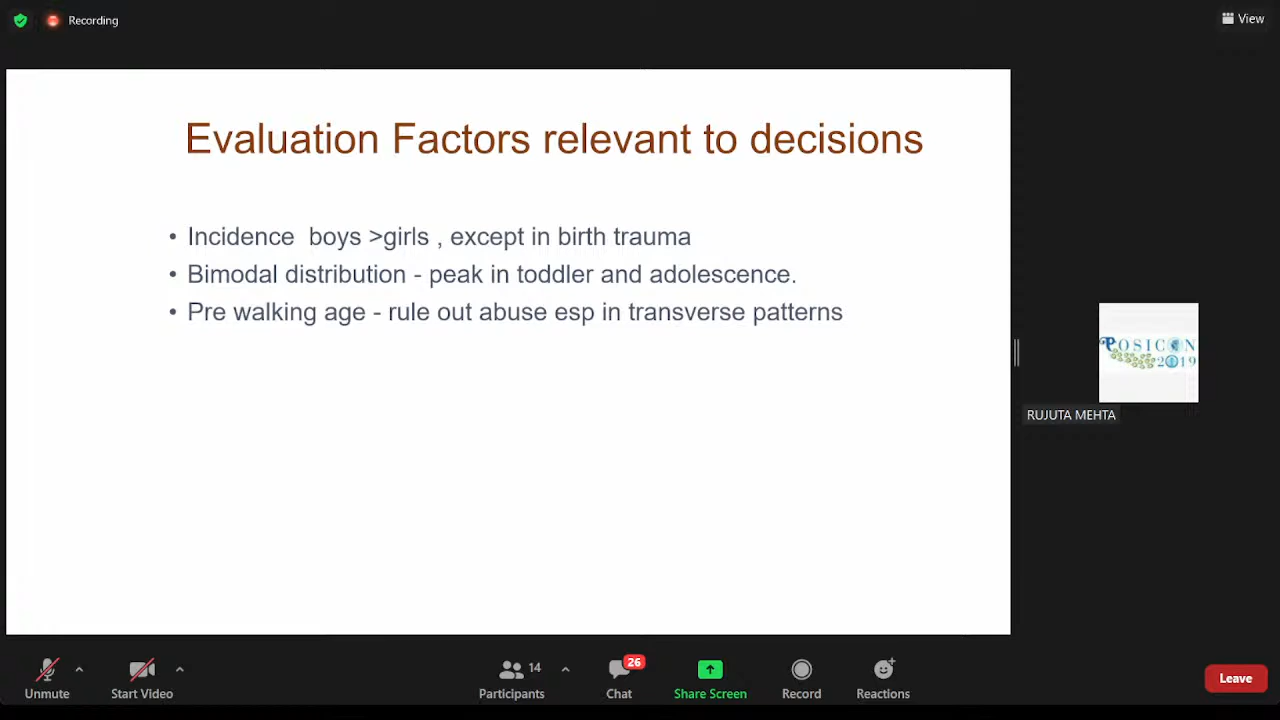 Recording
View
Evaluation Factors relevant to decisions
• Incidence boys >girls , except in birth trauma
• Bimodal distribution - peak in toddler and adolescence.
• Pre walking age - rule out abuse esp in transverse patterns
POSICON
2019
RUJUTA MEHTA
Unmute
Start Video
14
Participants
26
Chat
Share Screen
Record
Reactions
Leave